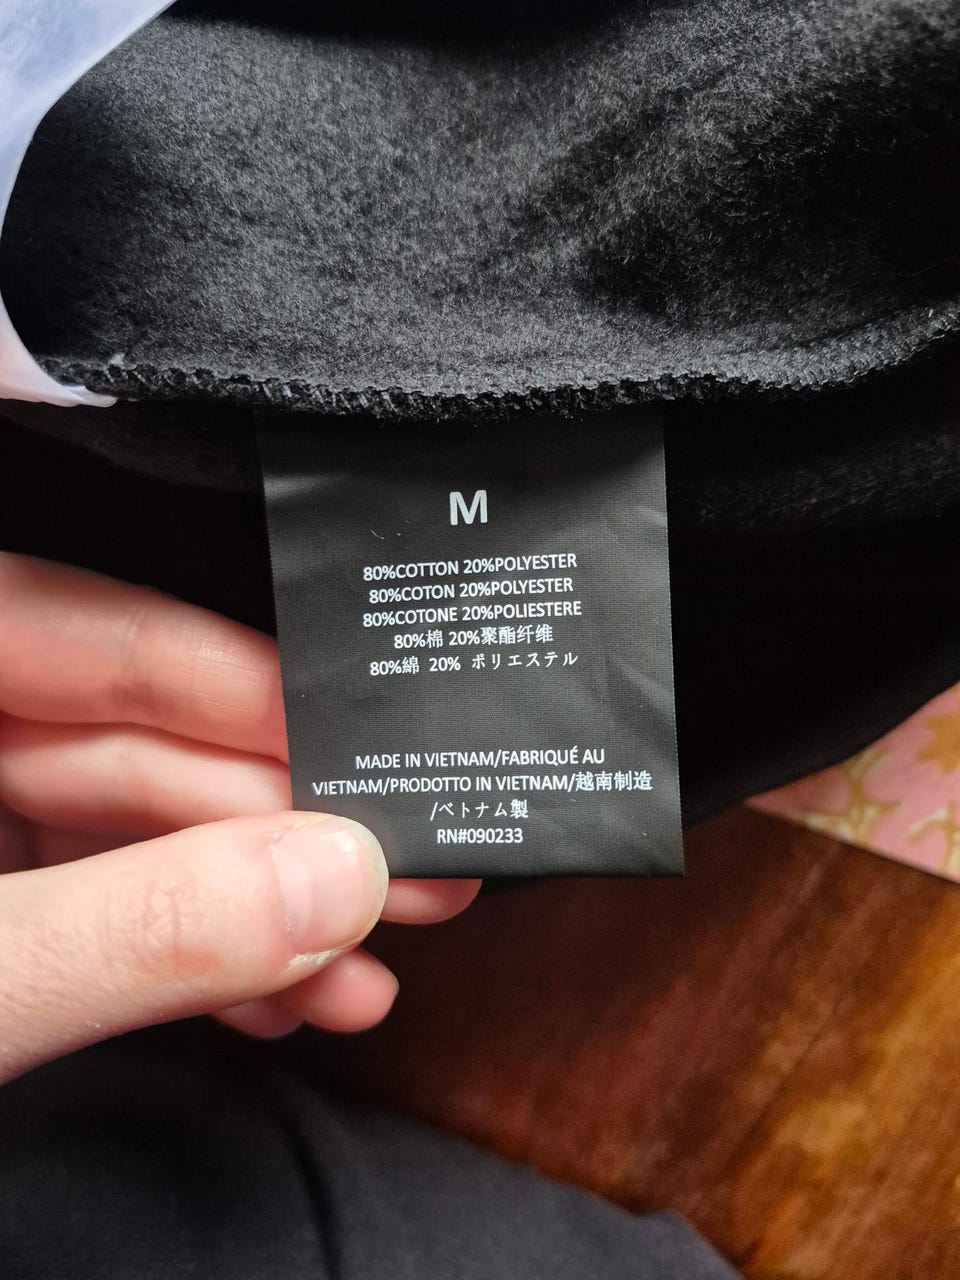 M
80%COTTON 20%POLYESTER
80%COTON 20%POLYESTER
80%COTONE 20%POLIESTERE
80%棉 20%聚酯纤维
80%綿 20% ポリエステル
MADE IN VIETNAM/FABRIQUÉ AU
VIETNAM/PRODOTTO IN VIETNAM/越南制造
/ベトナム製
RN#090233